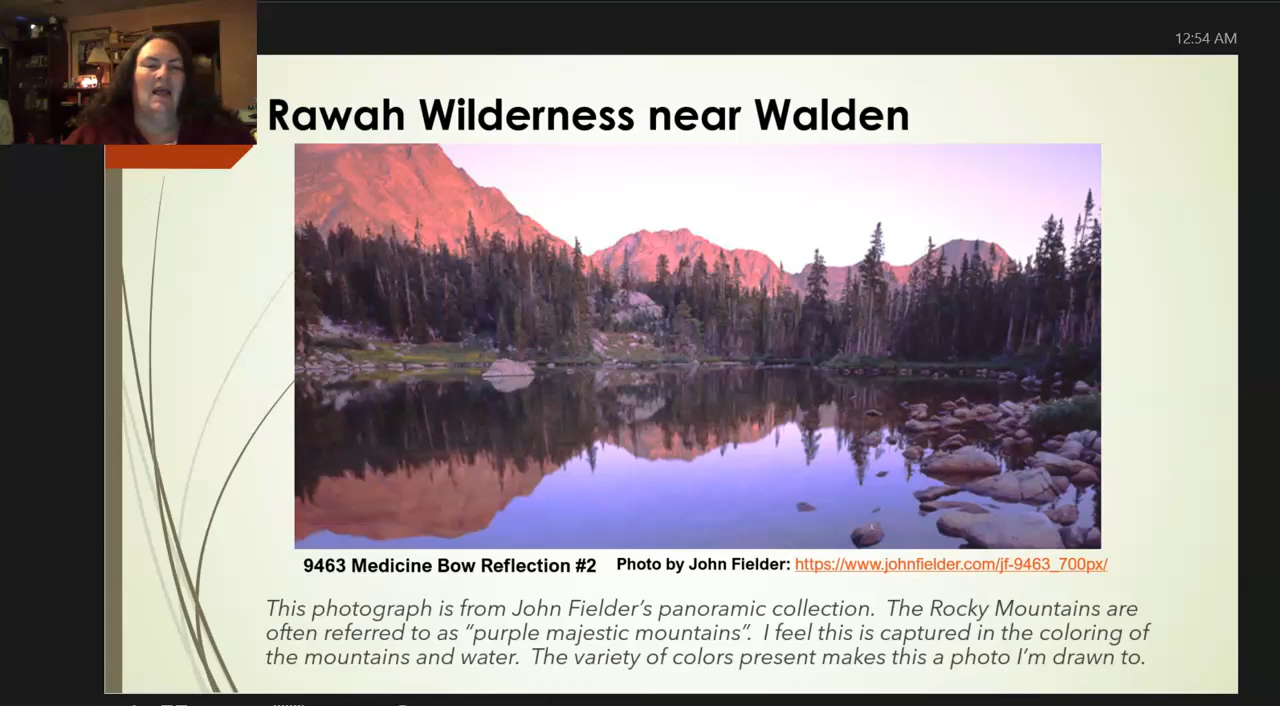 12:54 AM
Rawah Wilderness near Walden
9463 Medicine Bow Reflection #2 Photo by John Fielder: https://www.johnfielder.com/jf-9463_700px/
This photograph is from John Fielder’s panoramic collection. The Rocky Mountains are
often referred to as “purple majestic mountains”. I feel this is captured in the coloring of
the mountains and water. The variety of colors present makes this a photo I’m drawn to.